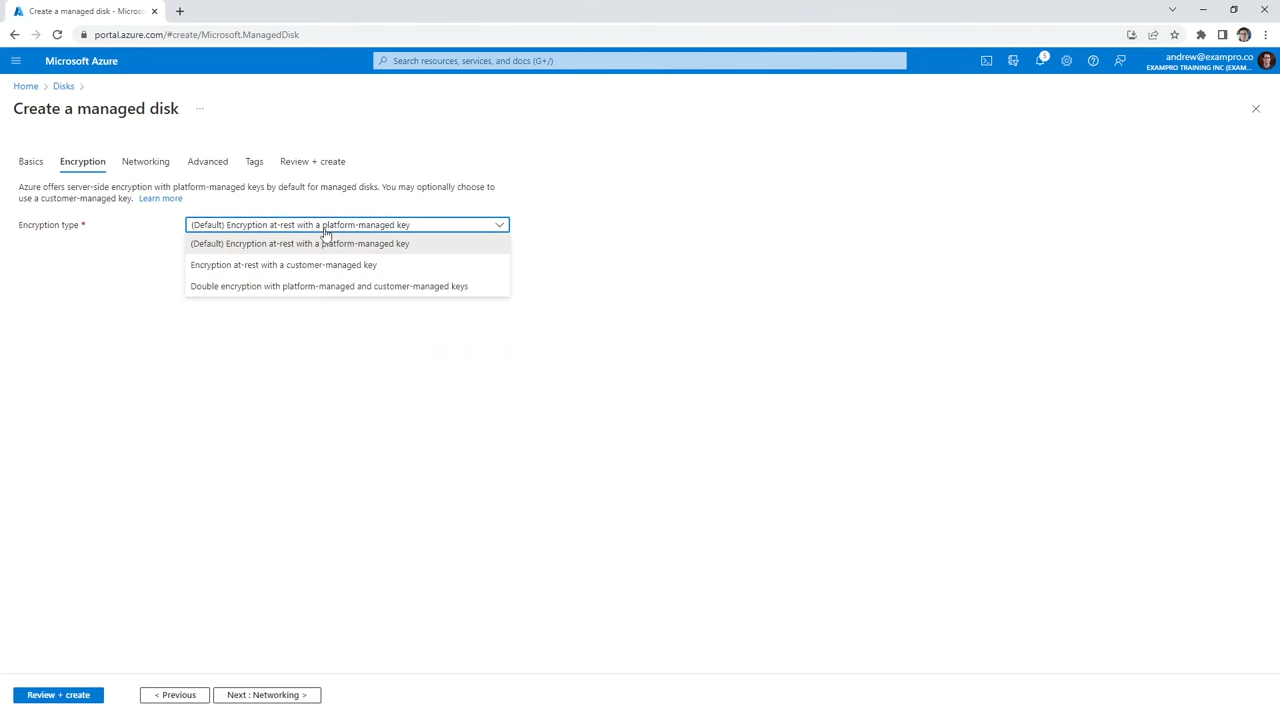 Create a managed disk - Micros
portal.azure.com/#create/Microsoft.ManagedDisk
Microsoft Azure
Search resources, services, and docs (G+/)
andrew@exampro.co
EXAMPRO TRAINING INC (EXAM...
Home > Disks >
Create a managed disk
Basics Encryption Networking Advanced Tags Review + create
Azure offers server-side encryption with platform-managed keys by default for managed disks. You may optionally choose to
use a customer-managed key. Learn more
Encryption type *
(Default) Encryption at-rest with a platform-managed key
(Default) Encryption at-rest with a platform-managed key
Encryption at-rest with a customer-managed key
Double encryption with platform-managed and customer-managed keys
Review + create
< Previous
Next : Networking >